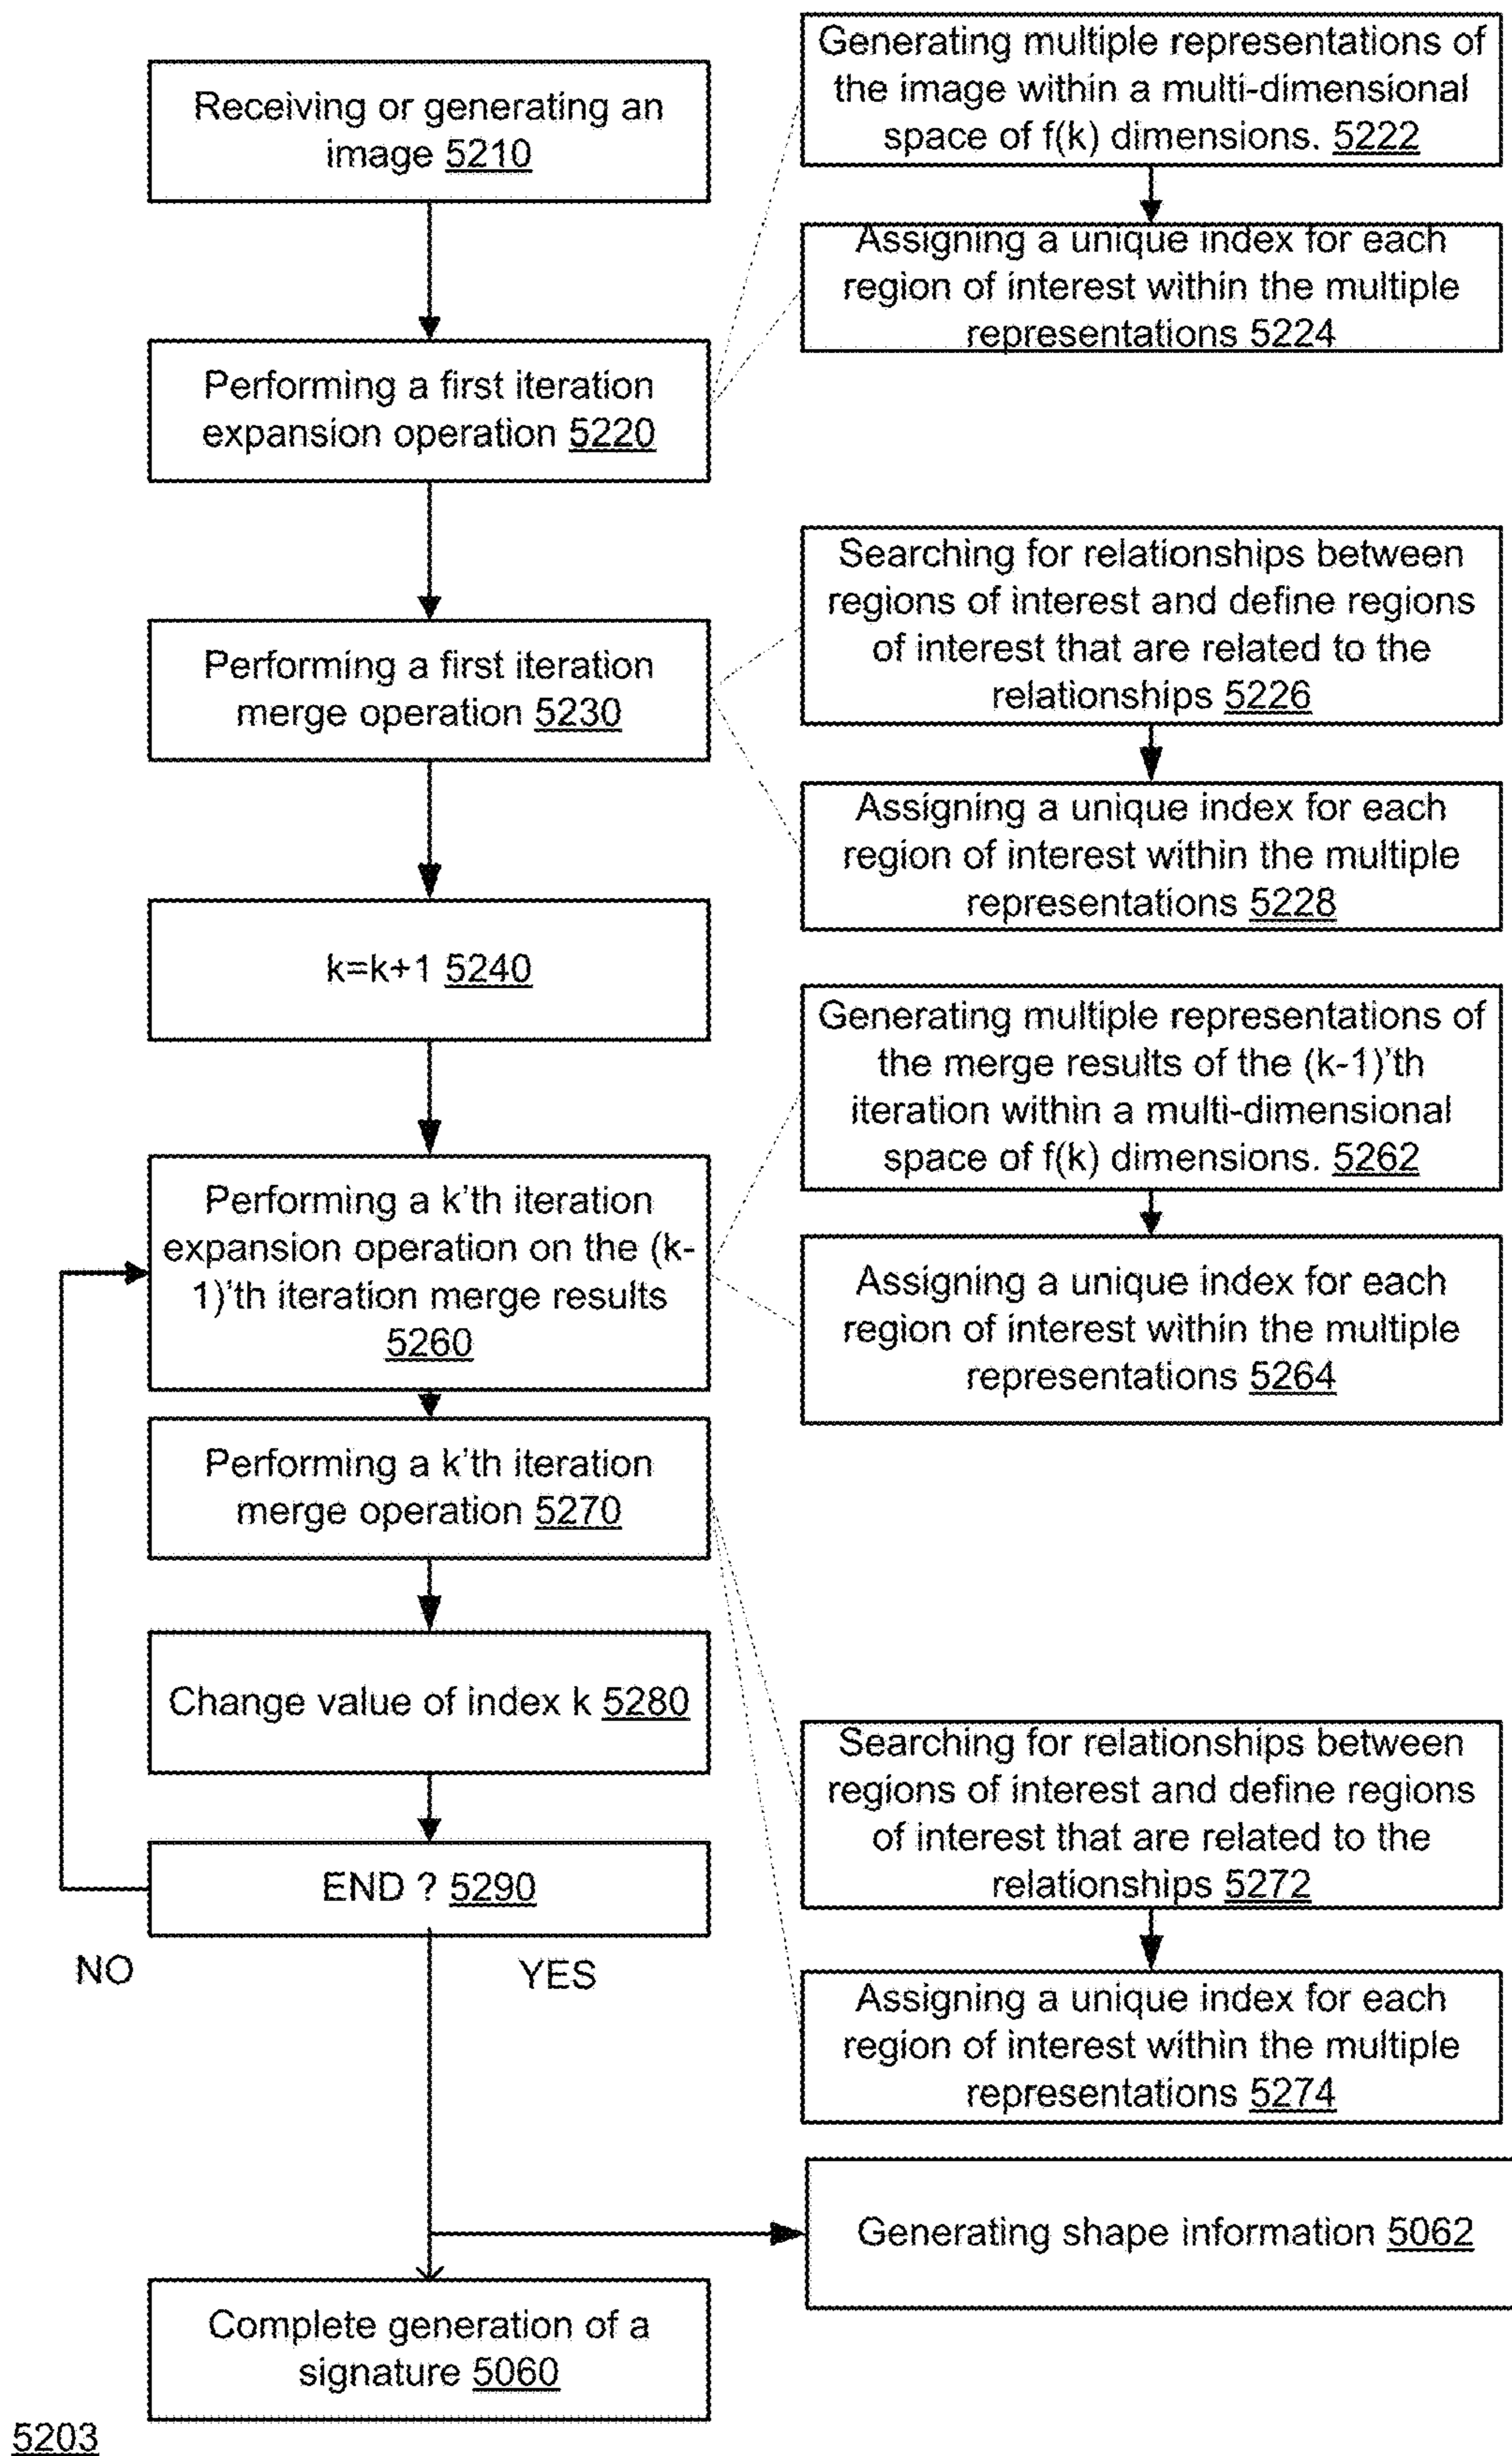 Receiving or generating an
image 5210
Generating multiple representations of
the image within a multi-dimensional
space of f(k) dimensions. 5222
Assigning a unique index for each
region of interest within the multiple
representations 5224
Performing a first iteration
expansion operation 5220
Searching for relationships between
regions of interest and define regions
of interest that are related to the
relationships 5226
Performing a first iteration
merge operation 5230
Assigning a unique index for each
region of interest within the multiple
representations 5228
k=k+1 5240
Generating multiple representations of
the merge results of the (k-1)'th
iteration within a multi-dimensional
space of f(k) dimensions. 5262
Performing a k'th iteration
expansion operation on the (k-
1)'th iteration merge results
5260
Assigning a unique index for each
region of interest within the multiple
representations 5264
Performing a k'th iteration
merge operation 5270
Change value of index k 5280
Searching for relationships between
regions of interest and define regions
of interest that are related to the
relationships 5272
END ? 5290
NO
YES
Assigning a unique index for each
region of interest within the multiple
representations 5274
Generating shape information 5062
Complete generation of a
signature 5060
5203